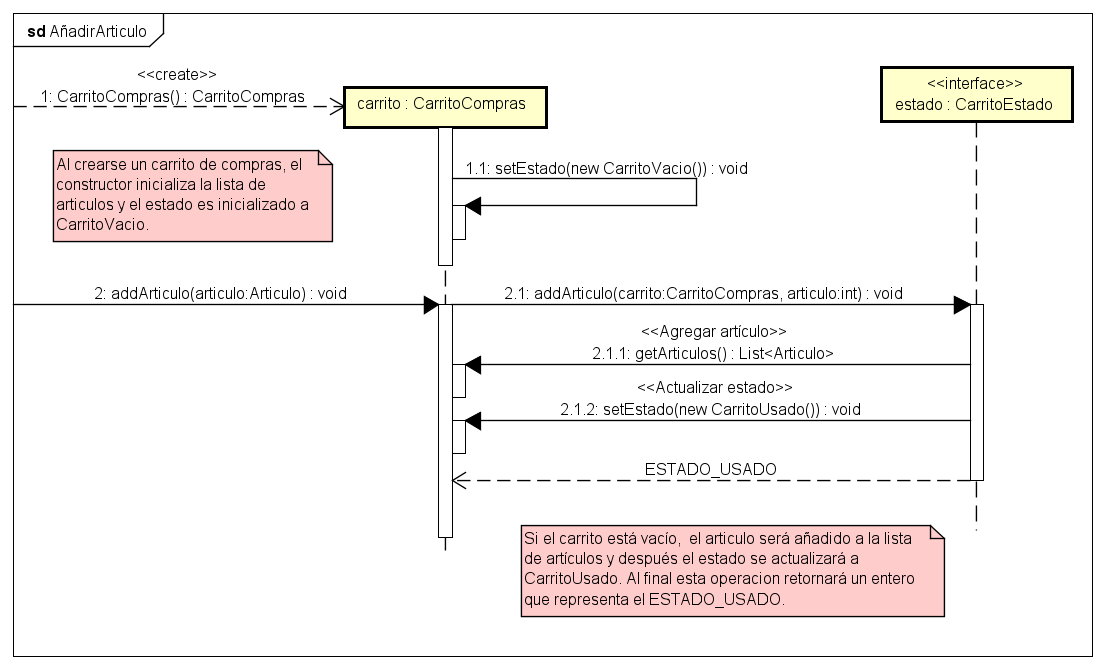 sd AñadirArticulo
<<create>>
1: CarritoCompras() : CarritoCompras
carrito : CarritoCompras
<<interface>>
estado : CarritoEstado
Al crearse un carrito de compras, el
constructor inicializa la lista de
articulos y el estado es inicializado a
CarritoVacio.
1.1: setEstado(new CarritoVacio()) : void
2: addArticulo(articulo:Articulo) : void
2.1: addArticulo(carrito:CarritoCompras, articulo:int) : void
<<Agregar artículo>>
2.1.1: getArticulos() : List<Articulo>
<<Actualizar estado>>
2.1.2: setEstado(new CarritoUsado()) : void
ESTADO_USADO
Si el carrito está vacío, el articulo será añadido a la lista
de artículos y después el estado se actualizará a
CarritoUsado. Al final esta operacion retornará un entero
que representa el ESTADO_USADO.